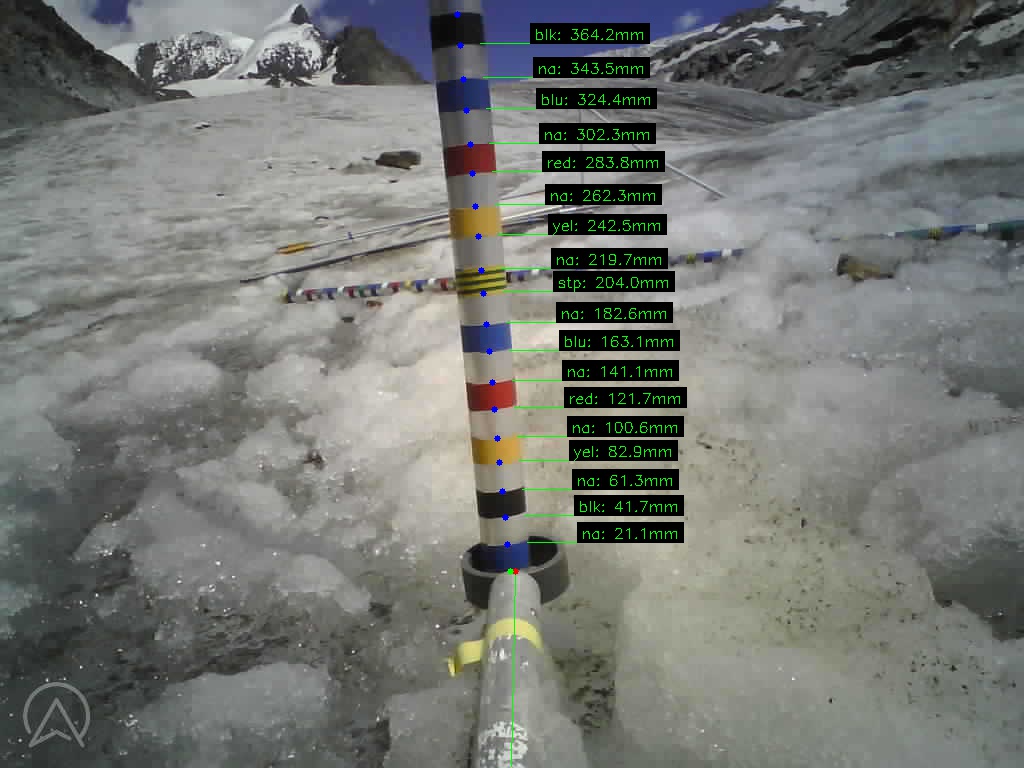 blk: 364.2mm
na: 343.5mm
blu: 324.4mm
na: 302.3mm
red: 283.8mm
na: 262.3mm
yel: 242.5mm
na: 219.7mm
stp: 204.0mm
na: 182.6mm
blu: 163.1mm
na: 141.1mm
red: 121.7mm
na: 100.6mm
yel: 82.9mm
na: 61.3mm
blk: 41.7mm
na: 21.1mm